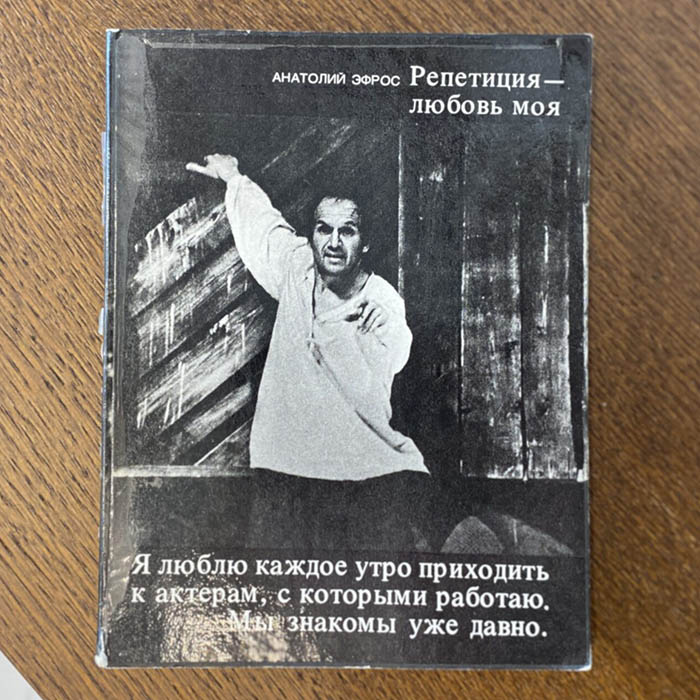 АНАТОЛИЙ ЭФРОС Репетиция —
любовь моя
Я люблю каждое утро приходить
к актерам, с которыми работаю.
Мы знакомы уже давно.